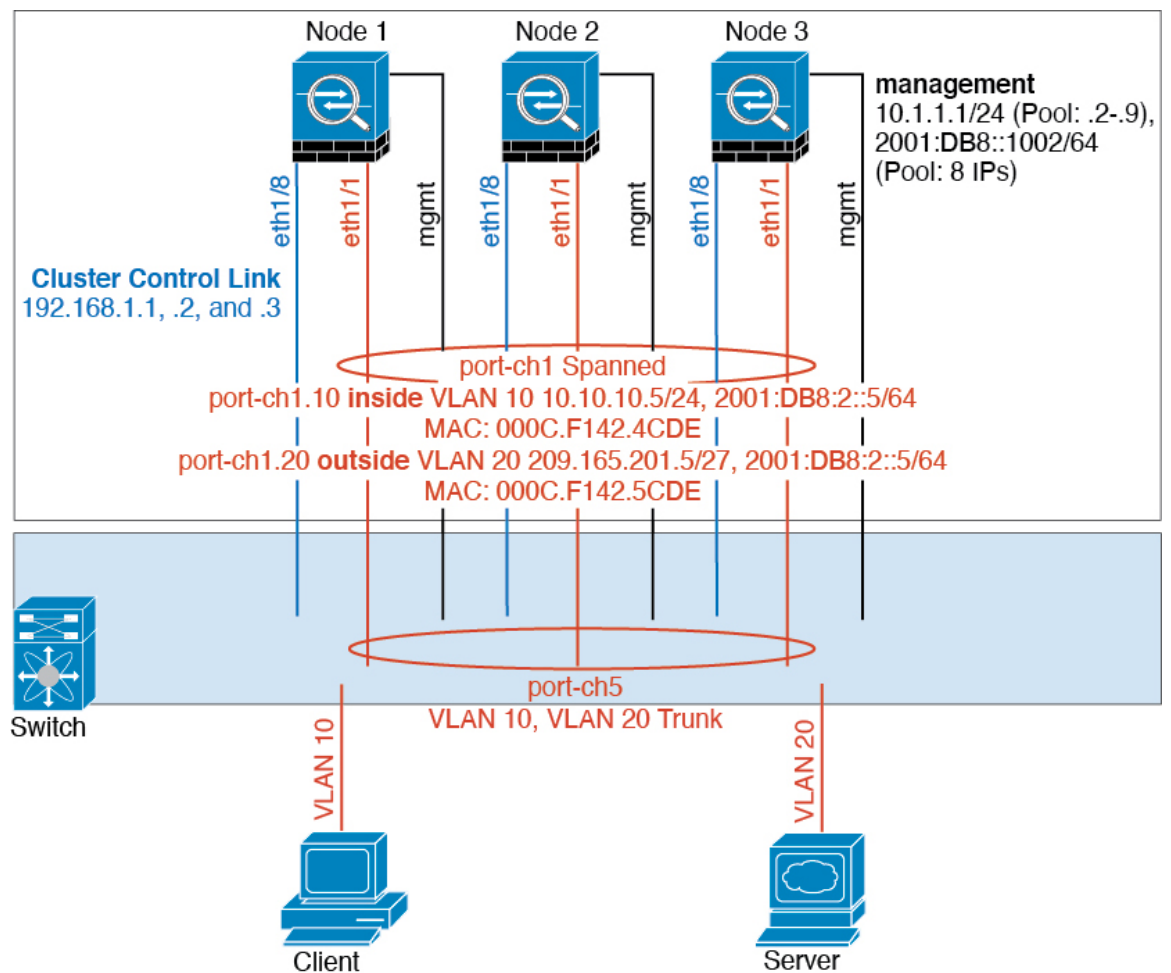 Node 1
Node 2
Node 3
management
10.1.1.1/24 (Pool: .2-.9),
2001:DB8::1002/64
(Pool: 8 IPs)
eth1/8
eth1/1
mgmt
eth1/8
eth1/1
mgmt
eth1/8
eth1/1
mgmt
Cluster Control Link
192.168.1.1, .2, and .3
port-ch1 Spanned
port-ch1.10 inside VLAN 10 10.10.10.5/24, 2001:DB8:2::5/64
MAC: 000C.F142.4CDE
port-ch1.20 outside VLAN 20 209.165.201.5/27, 2001:DB8:2::5/64
MAC: 000C.F142.5CDE
Switch
port-ch5
VLAN 10, VLAN 20 Trunk
VLAN 10
VLAN 20
Client
Server